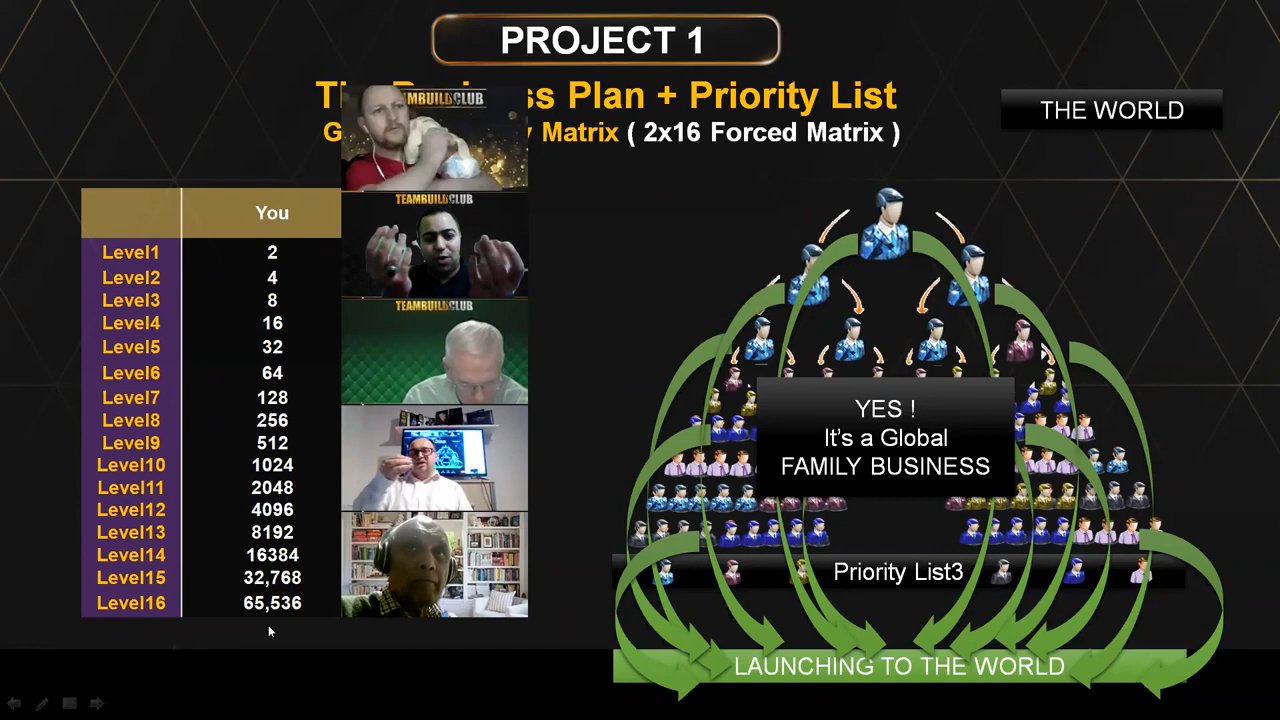 PROJECT 1
ss Plan + Priority List
Matrix ( 2x16 Forced Matrix )
THE WORLD
TEAMBUILDCLUB
TEAMBUILDCLUB
TEAMBUILDCLUB
You
Level1 2
Level2 4
Level3 8
Level4 16
Level5 32
Level6 64
Level7 128
Level8 256
Level9 512
Level10 1024
Level11 2048
Level12 4096
Level13 8192
Level14 16384
Level15 32,768
Level16 65,536
YES !
It's a Global
FAMILY BUSINESS
Priority List3
LAUNCHING TO THE WORLD